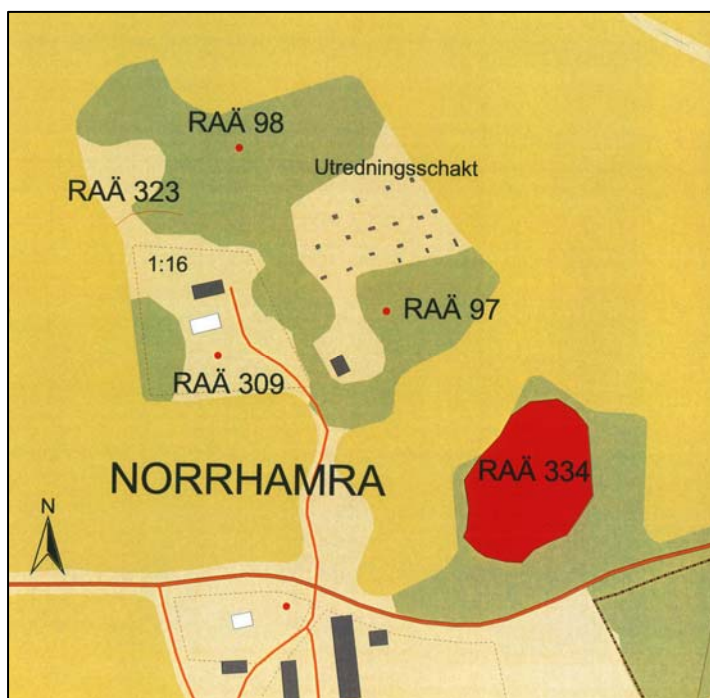 RAÄ 98
Utredningsschakt
RAÄ 323
1:16
RAÄ 97
RAÄ 309
RAÄ 334
NORRHAMRA
N